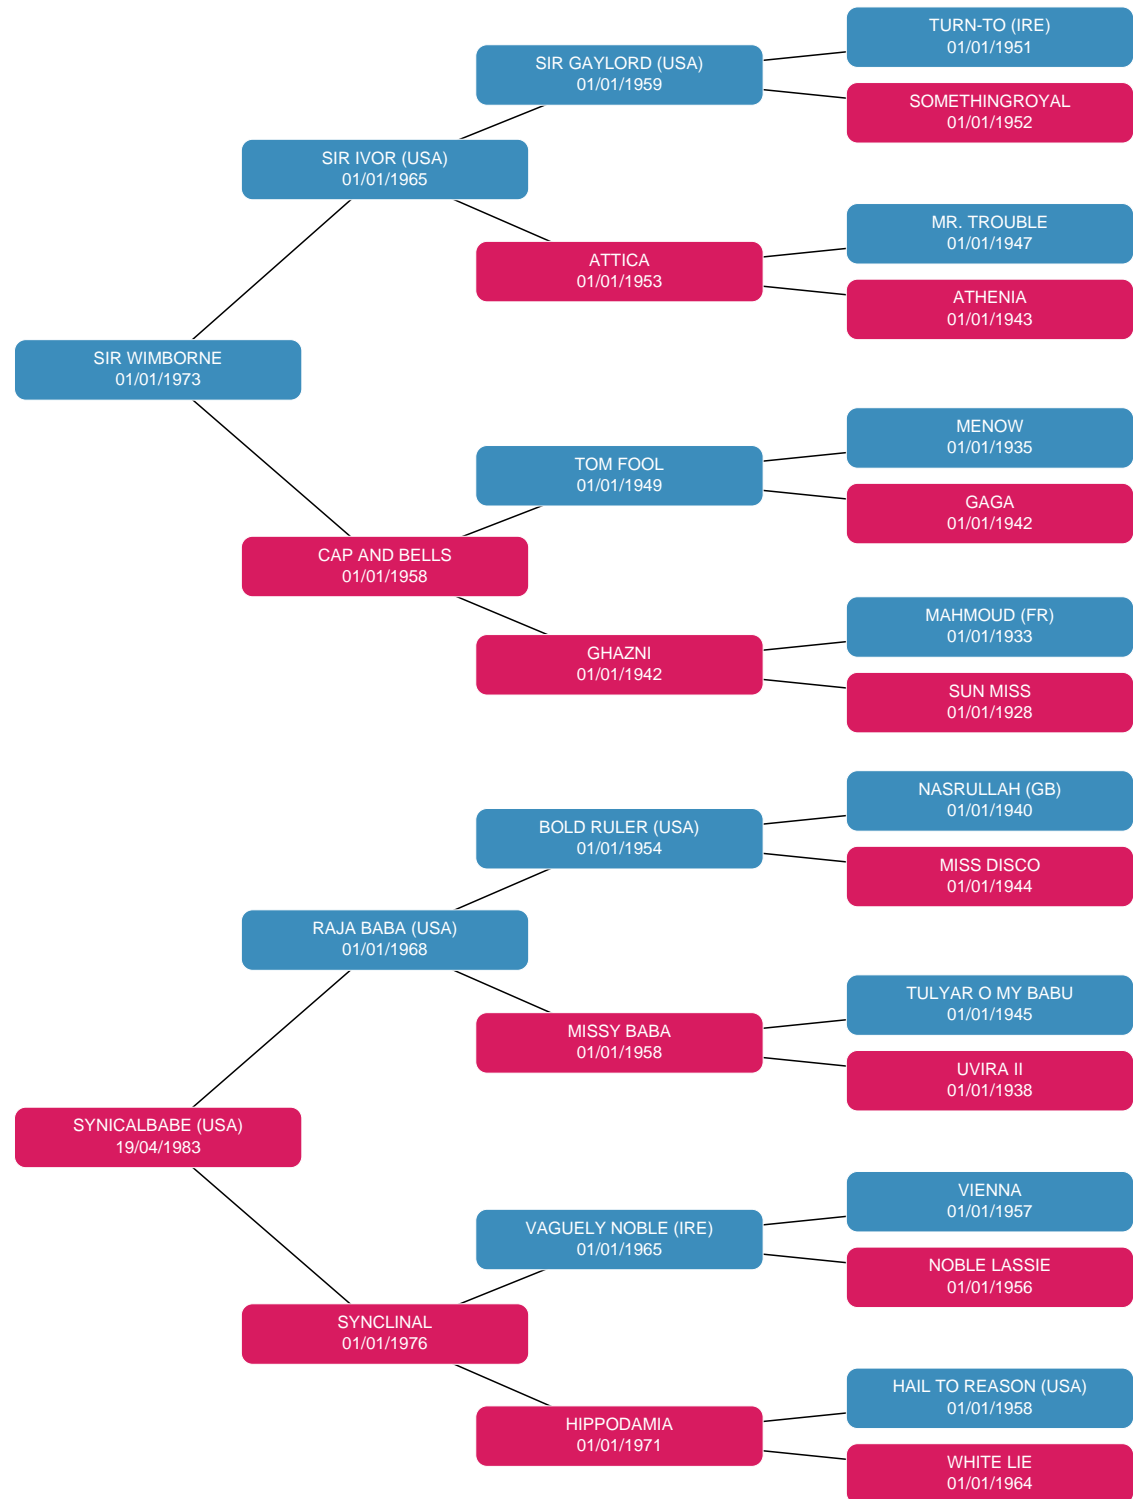 TURN-TO (IRE)
01/01/1951
SIR GAYLORD (USA)
01/01/1959
SOMETHINGROYAL
01/01/1952
SIR IVOR (USA)
01/01/1965
MR. TROUBLE
01/01/1947
ATTICA
01/01/1953
ATHENIA
01/01/1943
SIR WIMBORNE
01/01/1973
MENOW
01/01/1935
TOM FOOL
01/01/1949
GAGA
01/01/1942
CAP AND BELLS
01/01/1958
MAHMOUD (FR)
01/01/1933
GHAZNI
01/01/1942
SUN MISS
01/01/1928
NASRULLAH (GB)
01/01/1940
BOLD RULER (USA)
01/01/1954
MISS DISCO
01/01/1944
RAJA BABA (USA)
01/01/1968
TULYAR O MY BABU
01/01/1945
MISSY BABA
01/01/1958
UVIRA II
01/01/1938
SYNICALBABE (USA)
19/04/1983
VIENNA
01/01/1957
VAGUELY NOBLE (IRE)
01/01/1965
NOBLE LASSIE
01/01/1956
SYNCLINAL
01/01/1976
HAIL TO REASON (USA)
01/01/1958
HIPPODAMIA
01/01/1971
WHITE LIE
01/01/1964